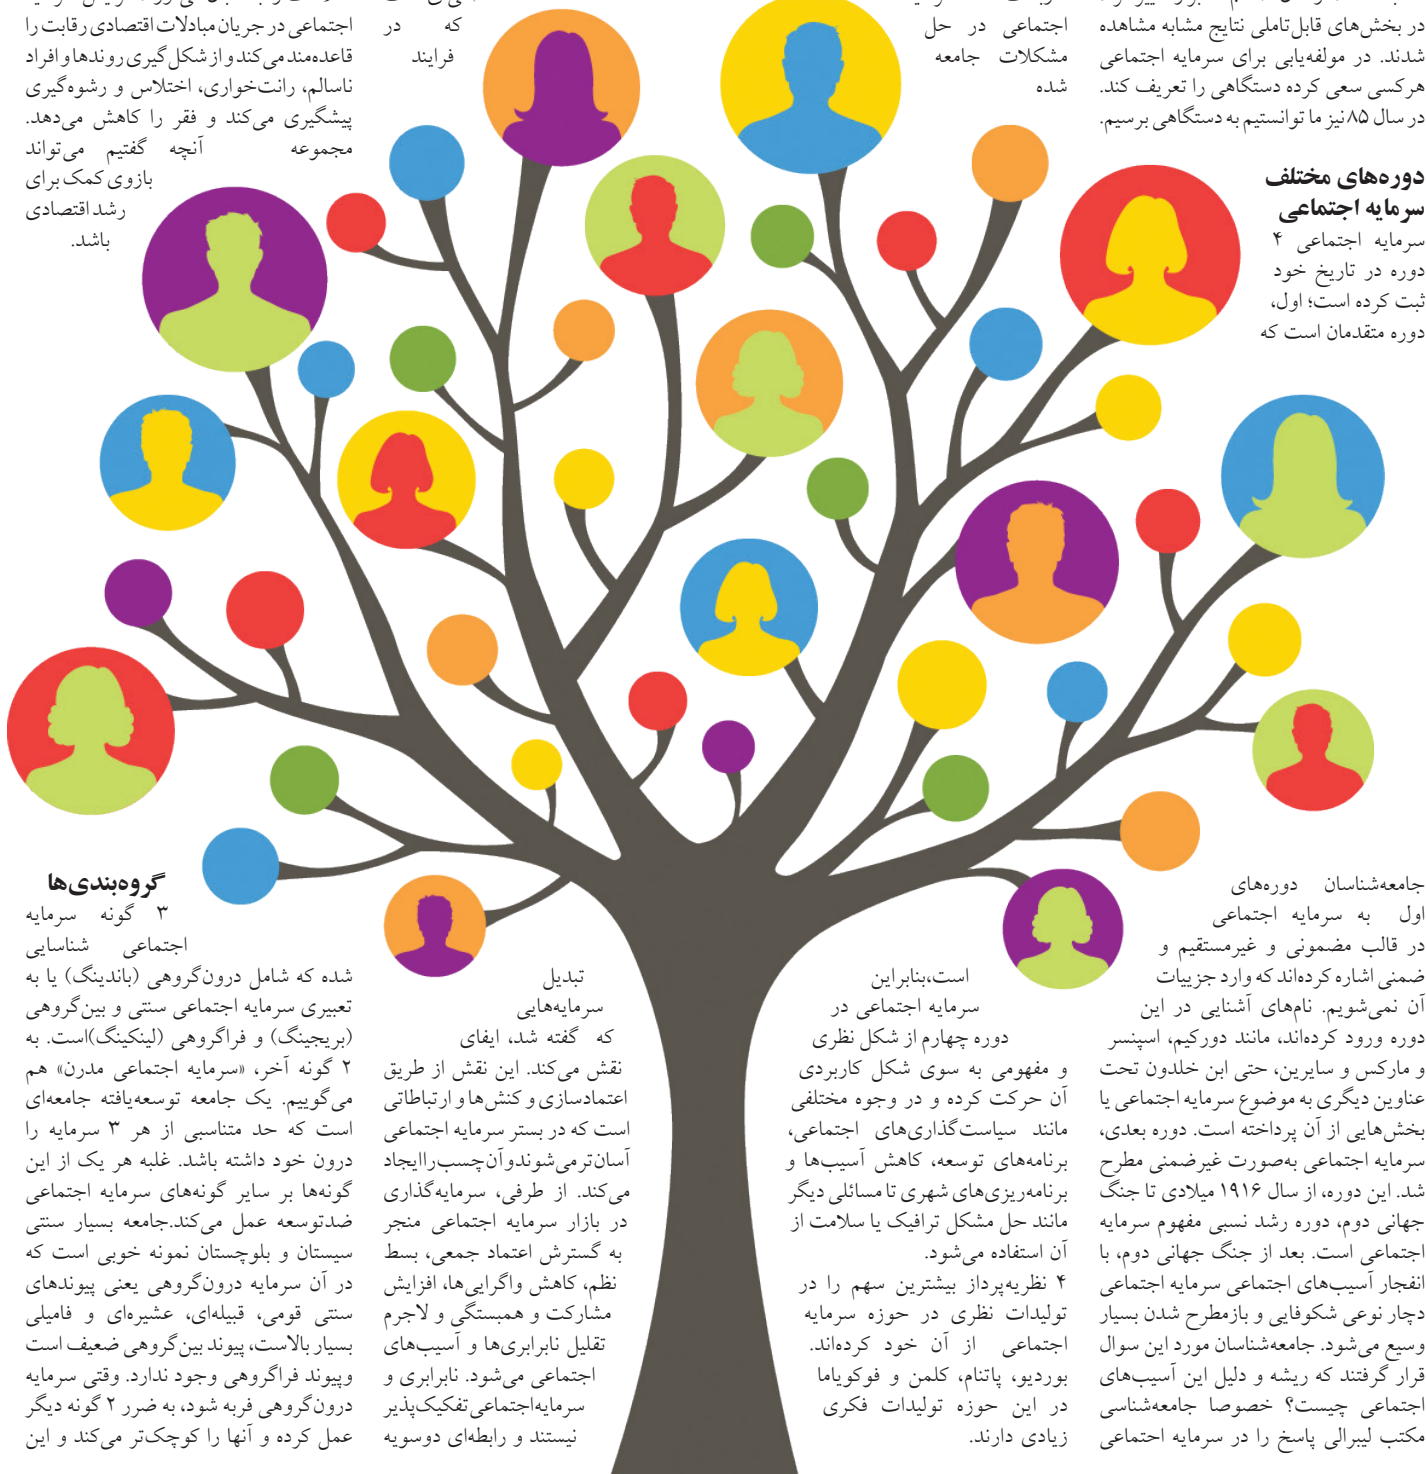 در بخش‌های قابل‌تاملی نتایج مشابه مشاهده
شدند. در مولفه‌یابی برای سرمایه اجتماعی
هرکسی سعی کرده دستگاهی را تعریف کند.
در سال ۸۵ نیز ما توانستیم به دستگاهی برسیم.
دوره‌های مختلف
سرمایه اجتماعی
سرمایه اجتماعی ۴
دوره در تاریخ خود
ثبت کرده است؛ اول،
دوره متقدمان است که
جامعه‌شناسان دوره‌های
اول به سرمایه اجتماعی
در قالب مضمونی و غیرمستقیم و
ضمنی اشاره کرده‌اند که وارد جزییات
آن نمی‌شویم. نام‌های آشنایی در این
دوره ورود کرده‌اند، مانند دورکیم، اسپنسر
و مارکس و سایرین، حتی ابن خلدون تحت
عناوین دیگری به موضوع سرمایه اجتماعی یا
بخش‌هایی از آن پرداخته است. دوره بعدی،
سرمایه اجتماعی به‌صورت غیرضمنی مطرح
شد. این دوره، از سال ۱۹۱۶ میلادی تا جنگ
جهانی دوم، دوره رشد نسبی مفهوم سرمایه
اجتماعی است. بعد از جنگ جهانی دوم، با
انفجار آسیب‌های اجتماعی سرمایه اجتماعی
دچار نوعی شکوفایی و بازمطرح شدن بسیار
وسیع می‌شود. جامعه‌شناسان مورد این سوال
قرار گرفتند که ریشه و دلیل این آسیب‌های
اجتماعی چیست؟ خصوصا جامعه‌شناسی
مکتب لیبرالی پاسخ را در سرمایه اجتماعی
اجتماعی در حل
مشکلات جامعه
شده
است،بنابراین
سرمایه اجتماعی در
دوره چهارم از شکل نظری
و مفهومی به سوی شکل کاربردی
آن حرکت کرده و در وجوه مختلفی
مانند سیاست‌گذاری‌های اجتماعی،
برنامه‌های توسعه، کاهش آسیب‌ها و
برنامه‌ریزی‌های شهری تا مسائلی دیگر
مانند حل مشکل ترافیک یا سلامت از
آن استفاده می‌شود.
۴ نظریه‌پرداز بیشترین سهم را در
تولیدات نظری در حوزه سرمایه
اجتماعی از آن خود کرده‌اند.
بوردیو، پاتنام، کلمن و فوکویاما
در این حوزه تولیدات فکری
زیادی دارند.
که در
فرایند
تبدیل
سرمایه‌هایی
که گفته شد، ایفای
نقش می‌کند. این نقش از طریق
اعتمادسازی و کنش‌ها و ارتباطاتی
است که در بستر سرمایه اجتماعی
آسان‌تر می‌شوند و آن چسب را ایجاد
می‌کند. از طرفی، سرمایه‌گذاری
در بازار سرمایه اجتماعی منجر
به گسترش اعتماد جمعی، بسط
نظم، کاهش واگرایی‌ها، افزایش
مشارکت و همبستگی و لاجرم
تقلیل نابرابری‌ها و آسیب‌های
اجتماعی می‌شود. نابرابری و
سرمایه‌اجتماعی‌تفکیک‌پذیر
نیستند و رابطه‌ای دوسویه
اجتماعی در جریان مبادلات اقتصادی رقابت را
قاعده‌مند می‌کند و از شکل گیری روندها و افراد
ناسالم، رانت‌خواری، اختلاس و رشوه‌گیری
پیشگیری می‌کند و فقر را کاهش می‌دهد.
مجموعه آنچه گفتیم می‌تواند
بازوی کمک برای
رشد اقتصادی
باشد.
گروه‌بندی‌ها
۳ گونه سرمایه
اجتماعی شناسایی
شده که شامل درون‌گروهی (باندینگ) یا به
تعبیری سرمایه اجتماعی سنتی و بین‌گروهی
(بریجینگ) و فراگروهی (لینکینگ)است. به
۲ گونه آخر، «سرمایه اجتماعی مدرن» هم
می‌گوییم. یک جامعه توسعه‌یافته جامعه‌ای
است که حد متناسبی از هر ۳ سرمایه را
درون خود داشته باشد. غلبه هر یک از این
گونه‌ها بر سایر گونه‌های سرمایه اجتماعی
ضدتوسعه عمل می‌کند.جامعه بسیار سنتی
سیستان و بلوچستان نمونه خوبی است که
در آن سرمایه درون‌گروهی یعنی پیوندهای
سنتی قومی، قبیله‌ای، عشیره‌ای و فامیلی
بسیار بالاست، پیوند بین‌گروهی ضعیف است
وپیوند فراگروهی وجود ندارد. وقتی سرمایه
درون‌گروهی فربه شود، به ضرر ۲ گونه دیگر
عمل کرده و آنها را کوچک‌تر می‌کند و این